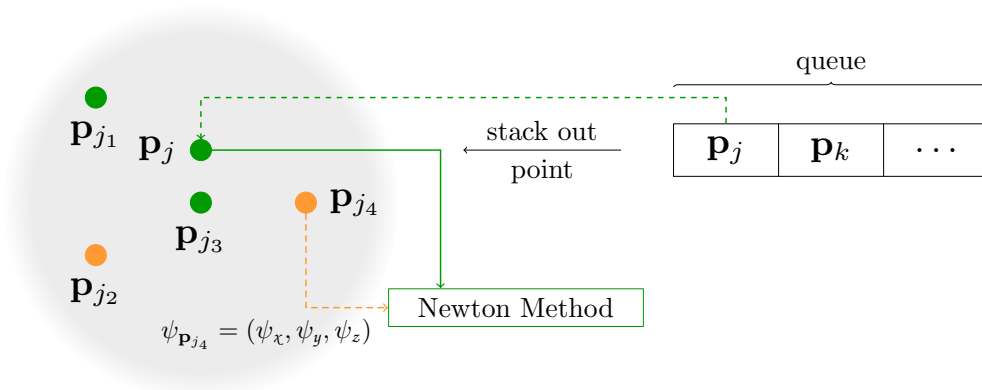 queue
𝐩_{j_1}
𝐩_j
stack out
point
𝐩_j 𝐩_k ⋯
𝐩_{j_4}
𝐩_{j_3}
𝐩_{j_2}
Newton Method
ψ_{𝐩_{j_4}} = (ψ_χ, ψ_y, ψ_z)